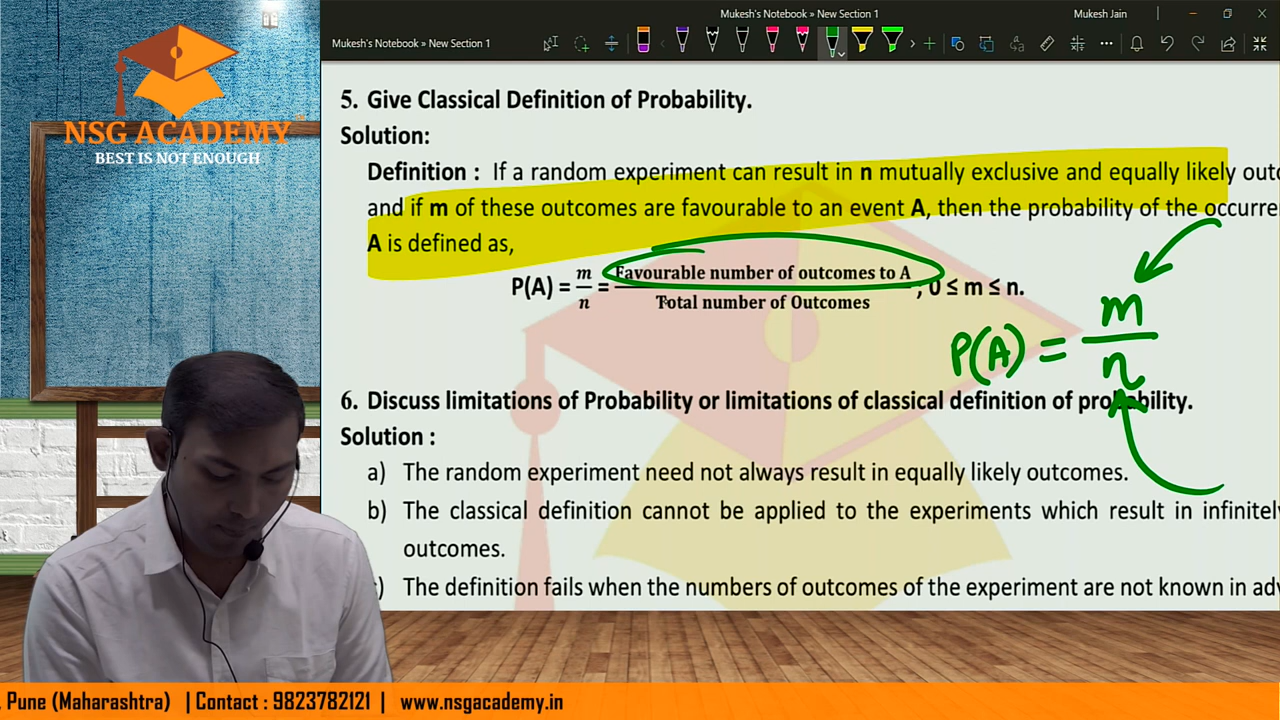 Mukesh's Notebook » New Section 1
Mukesh Jain
Mukesh's Notebook » New Section 1
NSG ACADEMY
BEST IS NOT ENOUGH
5. Give Classical Definition of Probability.
Solution:
Definition : If a random experiment can result in n mutually exclusive and equally likely outc
and if m of these outcomes are favourable to an event A, then the probability of the occurre
A is defined as,
P(A) = m/n = Favourable number of outcomes to A / Total number of Outcomes , 0 ≤ m ≤ n.
P(A) = m/n
6. Discuss limitations of Probability or limitations of classical definition of probability.
Solution :
a) The random experiment need not always result in equally likely outcomes.
b) The classical definition cannot be applied to the experiments which result in infinitely
outcomes.
) The definition fails when the numbers of outcomes of the experiment are not known in adv
, Pune (Maharashtra) | Contact : 9823782121 | www.nsgacademy.in